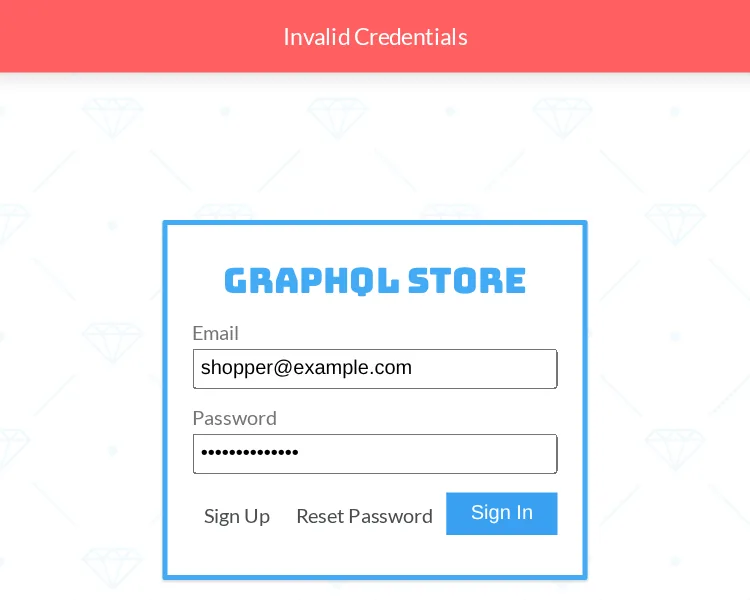 Invalid Credentials
GRAPHQL STORE
Email
shopper@example.com
Password
••••••••••••••
Sign Up Reset Password Sign In